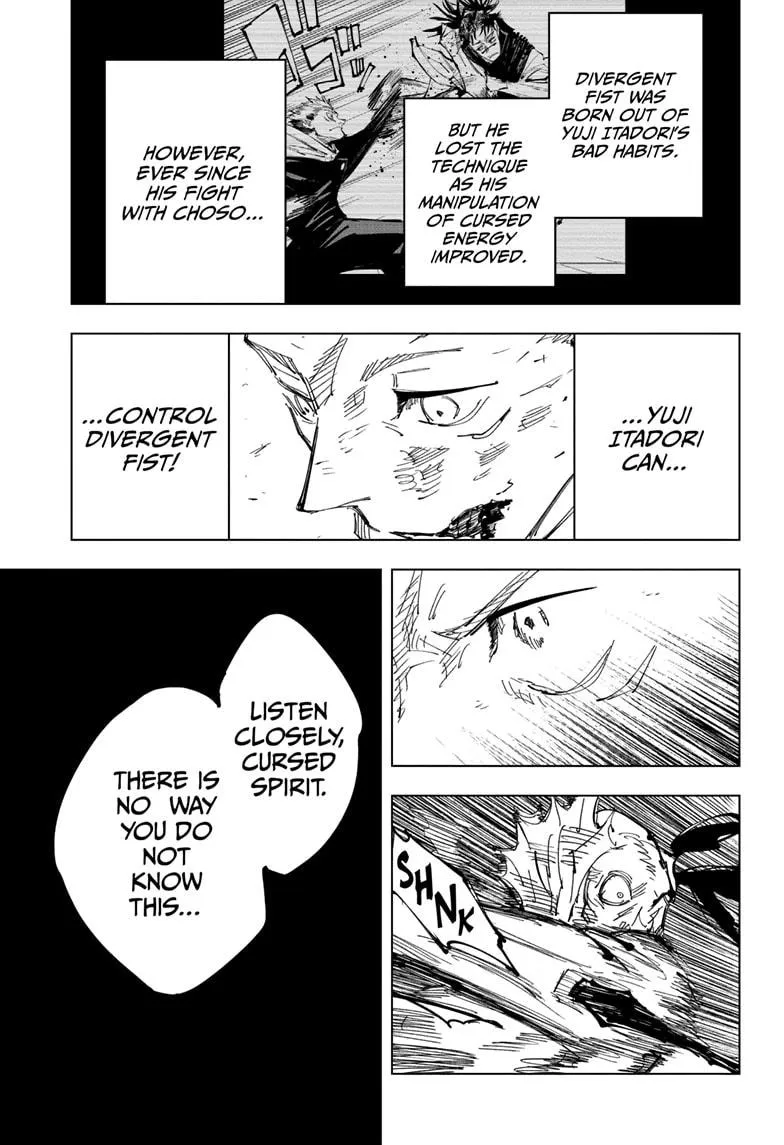 DIVERGENT
FIST WAS
BORN OUT OF
YUJI ITADORI'S
BAD HABITS.
BUT HE
LOST THE
TECHNIQUE
AS HIS
MANIPULATION
OF CURSED
ENERGY
IMPROVED.
HOWEVER,
EVER SINCE
HIS FIGHT
WITH CHOSO...
...YUJI
ITADORI
CAN...
...CONTROL
DIVERGENT
FIST!
SHNK
LISTEN
CLOSELY,
CURSED
SPIRIT.
THERE IS
NO WAY
YOU DO
NOT
KNOW
THIS...